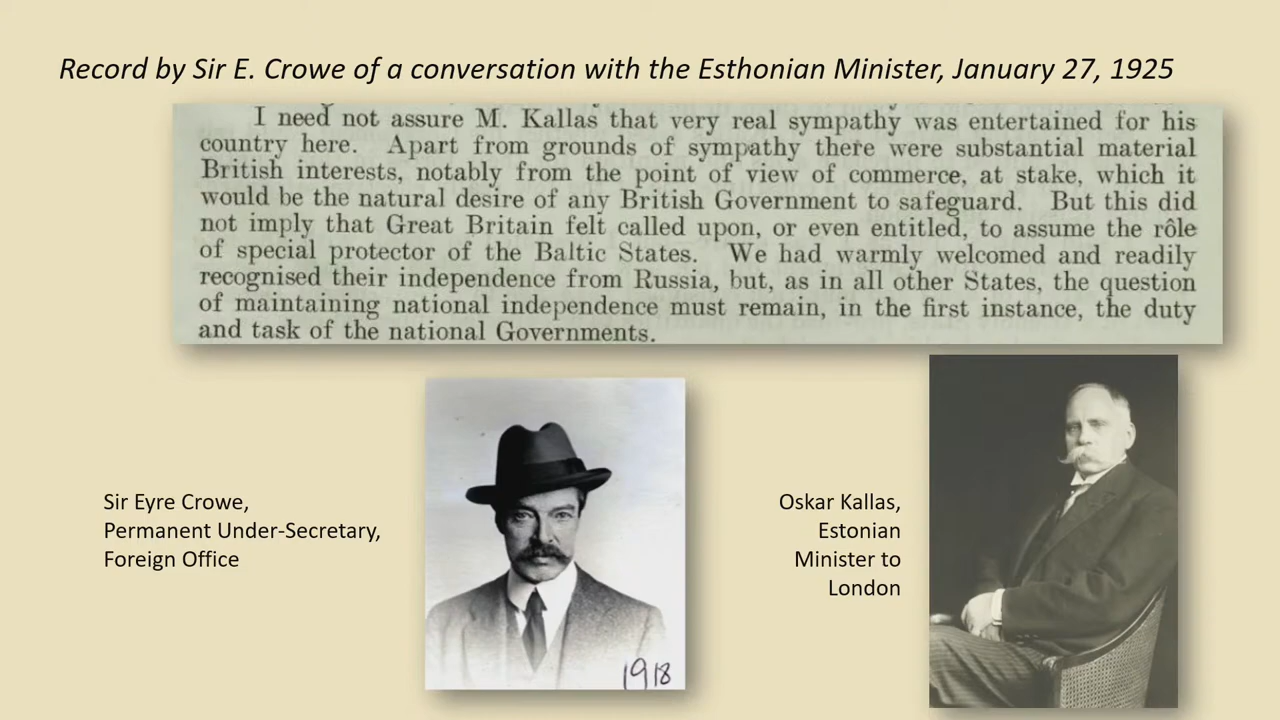 Record by Sir E. Crowe of a conversation with the Esthonian Minister, January 27, 1925
I need not assure M. Kallas that very real sympathy was entertained for his
country here. Apart from grounds of sympathy there were substantial material
British interests, notably from the point of view of commerce, at stake, which it
would be the natural desire of any British Government to safeguard. But this did
not imply that Great Britain felt called upon, or even entitled, to assume the rôle
of special protector of the Baltic States. We had warmly welcomed and readily
recognised their independence from Russia, but, as in all other States, the question
of maintaining national independence must remain, in the first instance, the duty
and task of the national Governments.
Sir Eyre Crowe,
Permanent Under-Secretary,
Foreign Office
1918
Oskar Kallas,
Estonian
Minister to
London